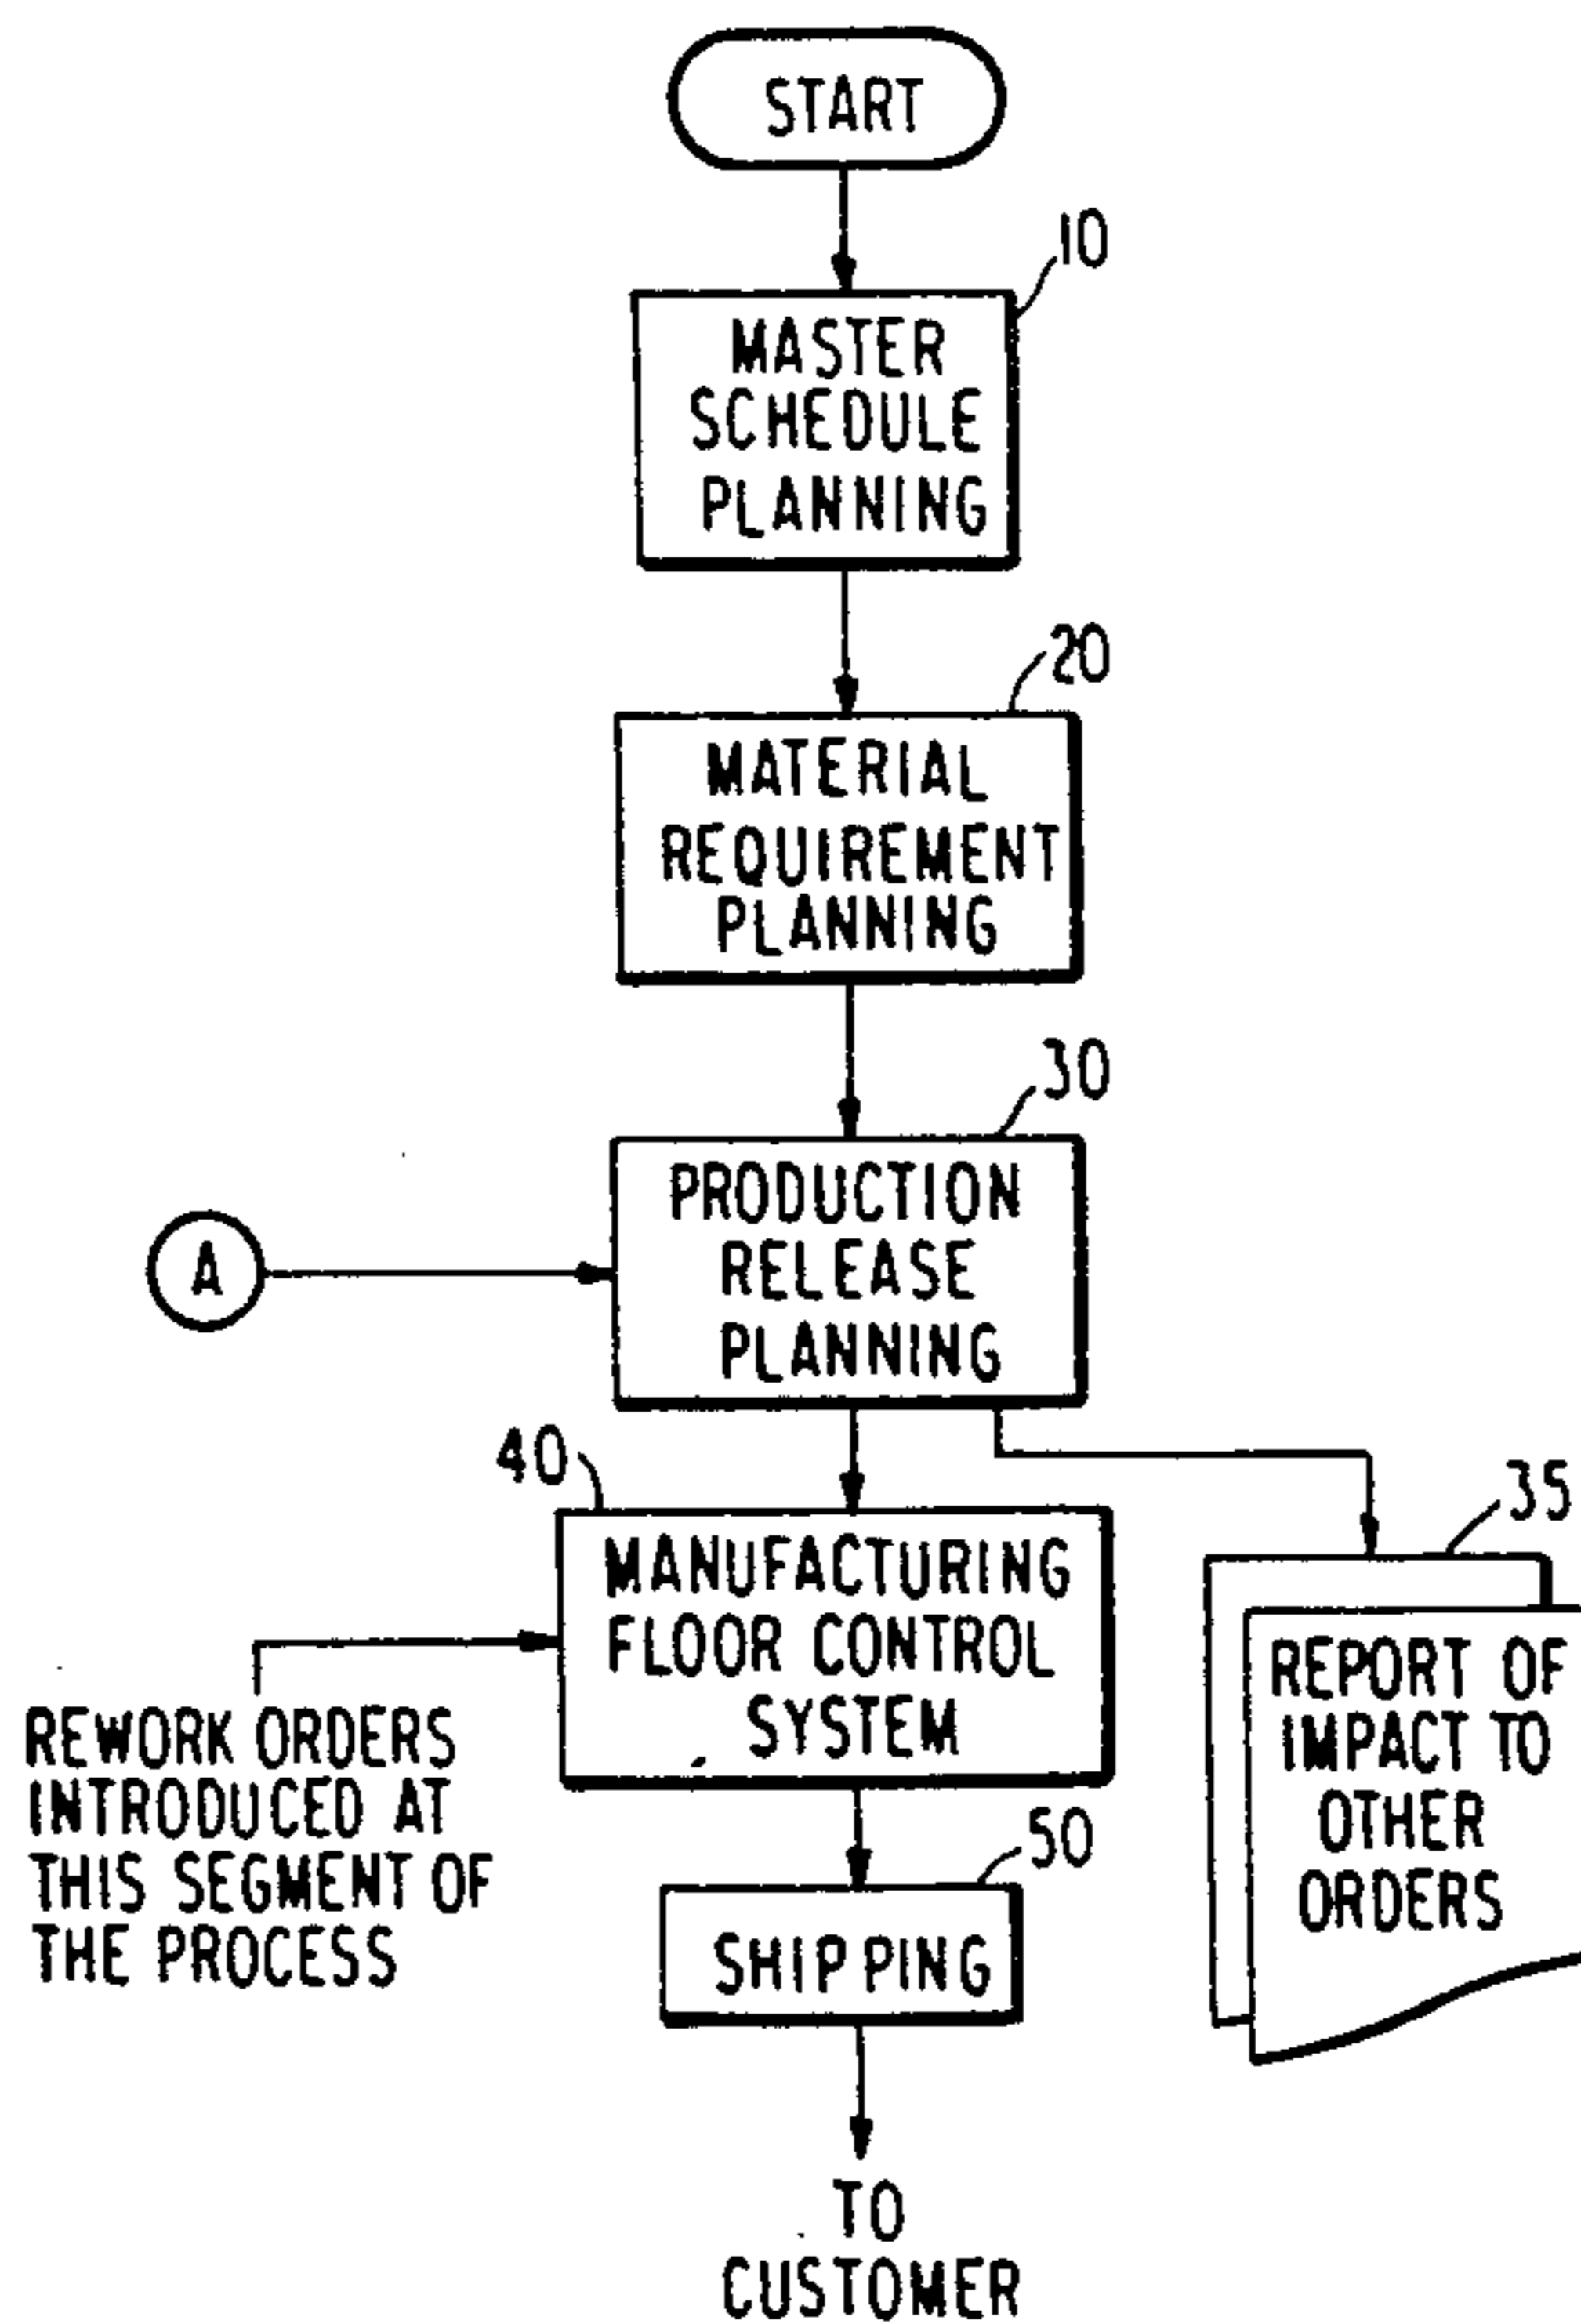 START
10
MASTER
SCHEDULE
PLANNING
20
MATERIAL
REQUIREMENT
PLANNING
30
PRODUCTION
RELEASE
PLANNING
A
40
MANUFACTURING
FLOOR CONTROL
SYSTEM
35
REPORT OF
IMPACT TO
OTHER
ORDERS
REWORK ORDERS
INTRODUCED AT
THIS SEGMENT OF
THE PROCESS
50
SHIPPING
TO
CUSTOMER